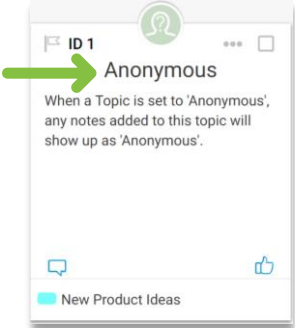 ID 1
Anonymous
When a Topic is set to 'Anonymous',
any notes added to this topic will
show up as 'Anonymous'.
New Product Ideas